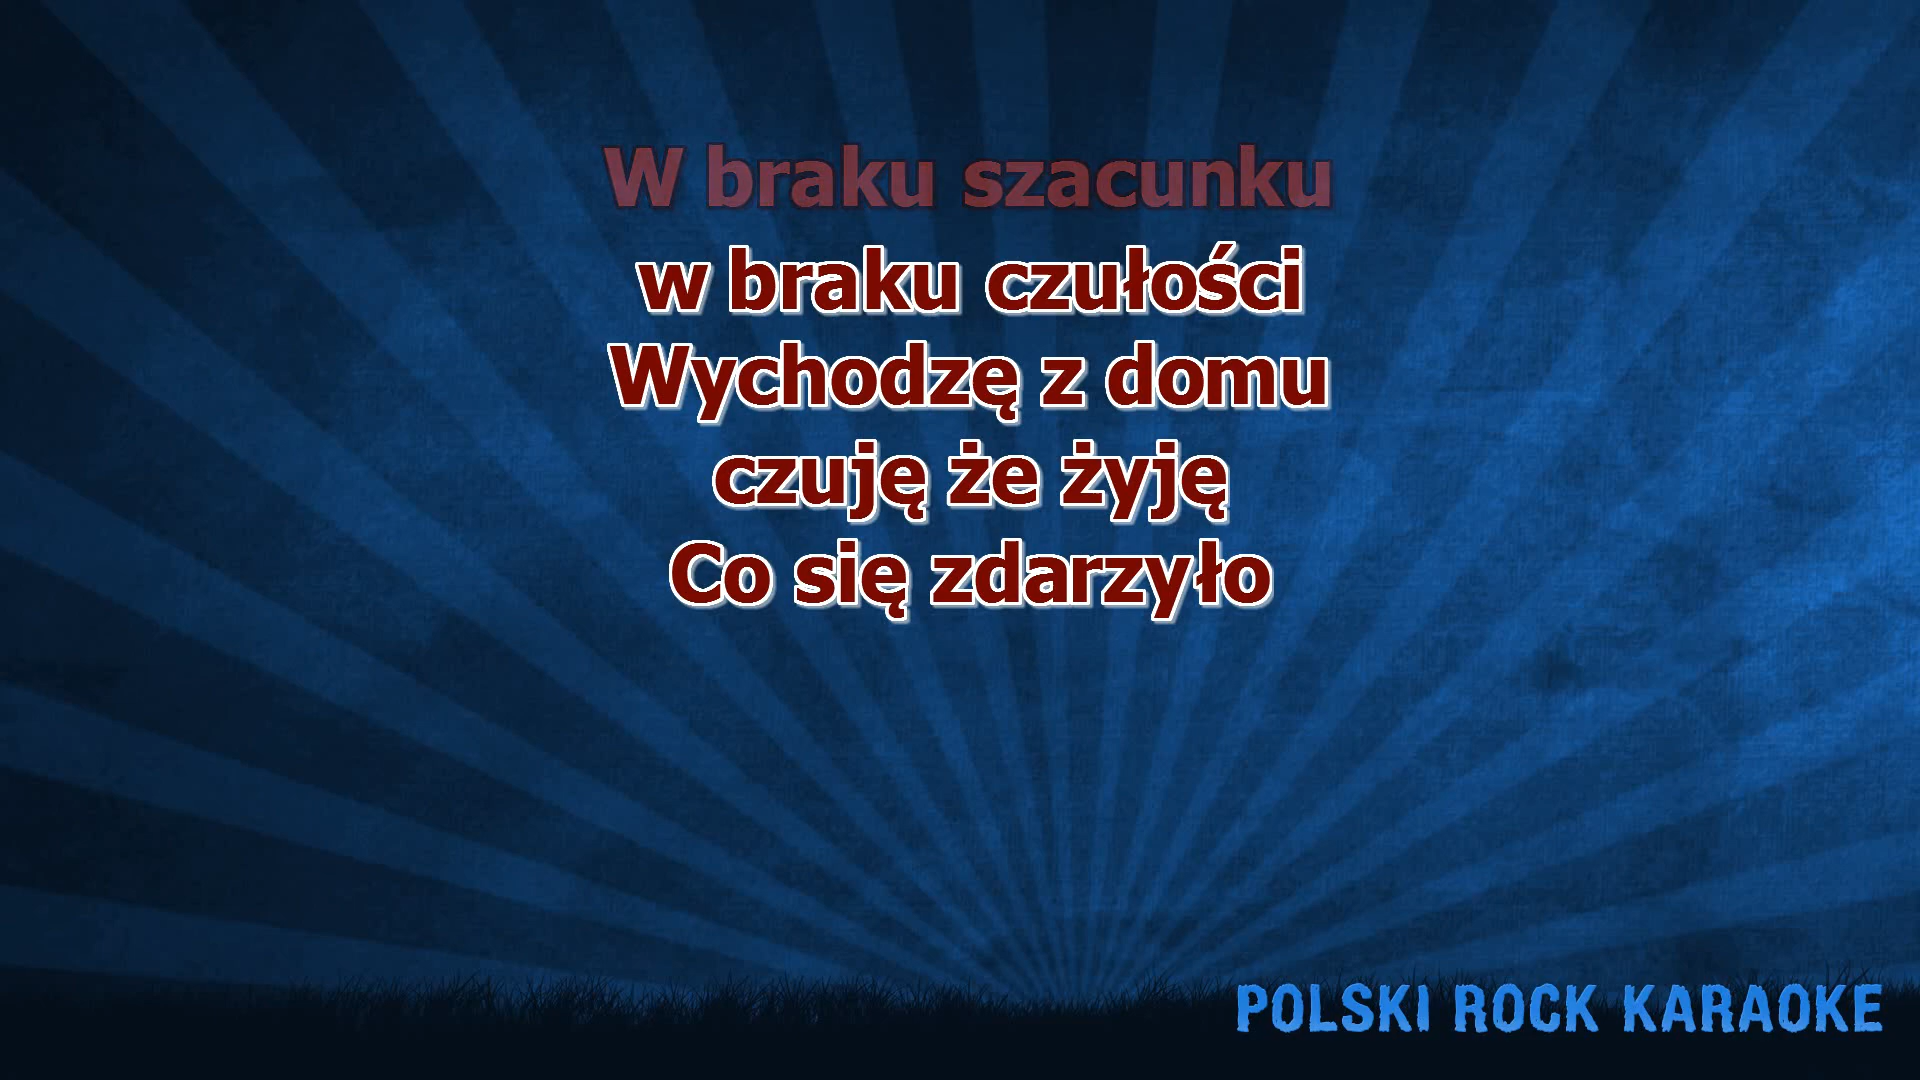 W braku szacunku
w braku czułości
Wychodzę z domu
czuję że żyję
Co się zdarzyło
POLSKI ROCK KARAOKE